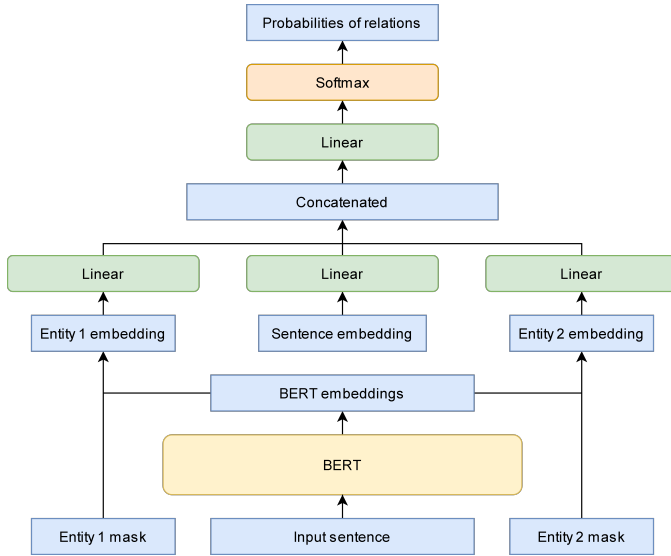 Probabilities of relations
Softmax
Linear
Concatenated
Linear
Linear
Linear
Entity 1 embedding
Sentence embedding
Entity 2 embedding
BERT embeddings
BERT
Entity 1 mask
Input sentence
Entity 2 mask